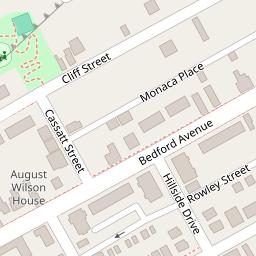 Cliff Street
Monaca Place
Cassatt Street
Bedford Avenue
August
Wilson
House
Hillside Drive
Rowley Street